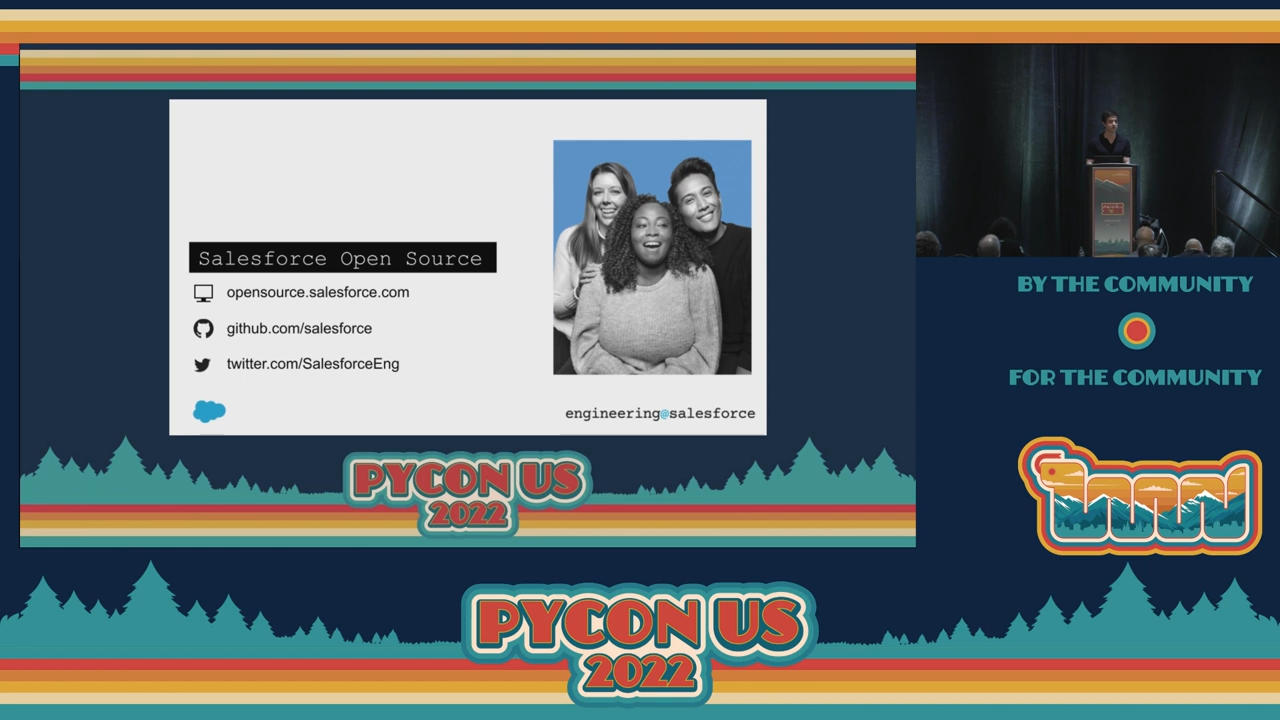 Salesforce Open Source
opensource.salesforce.com
github.com/salesforce
twitter.com/SalesforceEng
engineering@salesforce
PYCON US
2022
BY THE COMMUNITY
FOR THE COMMUNITY
PYCON US
2022